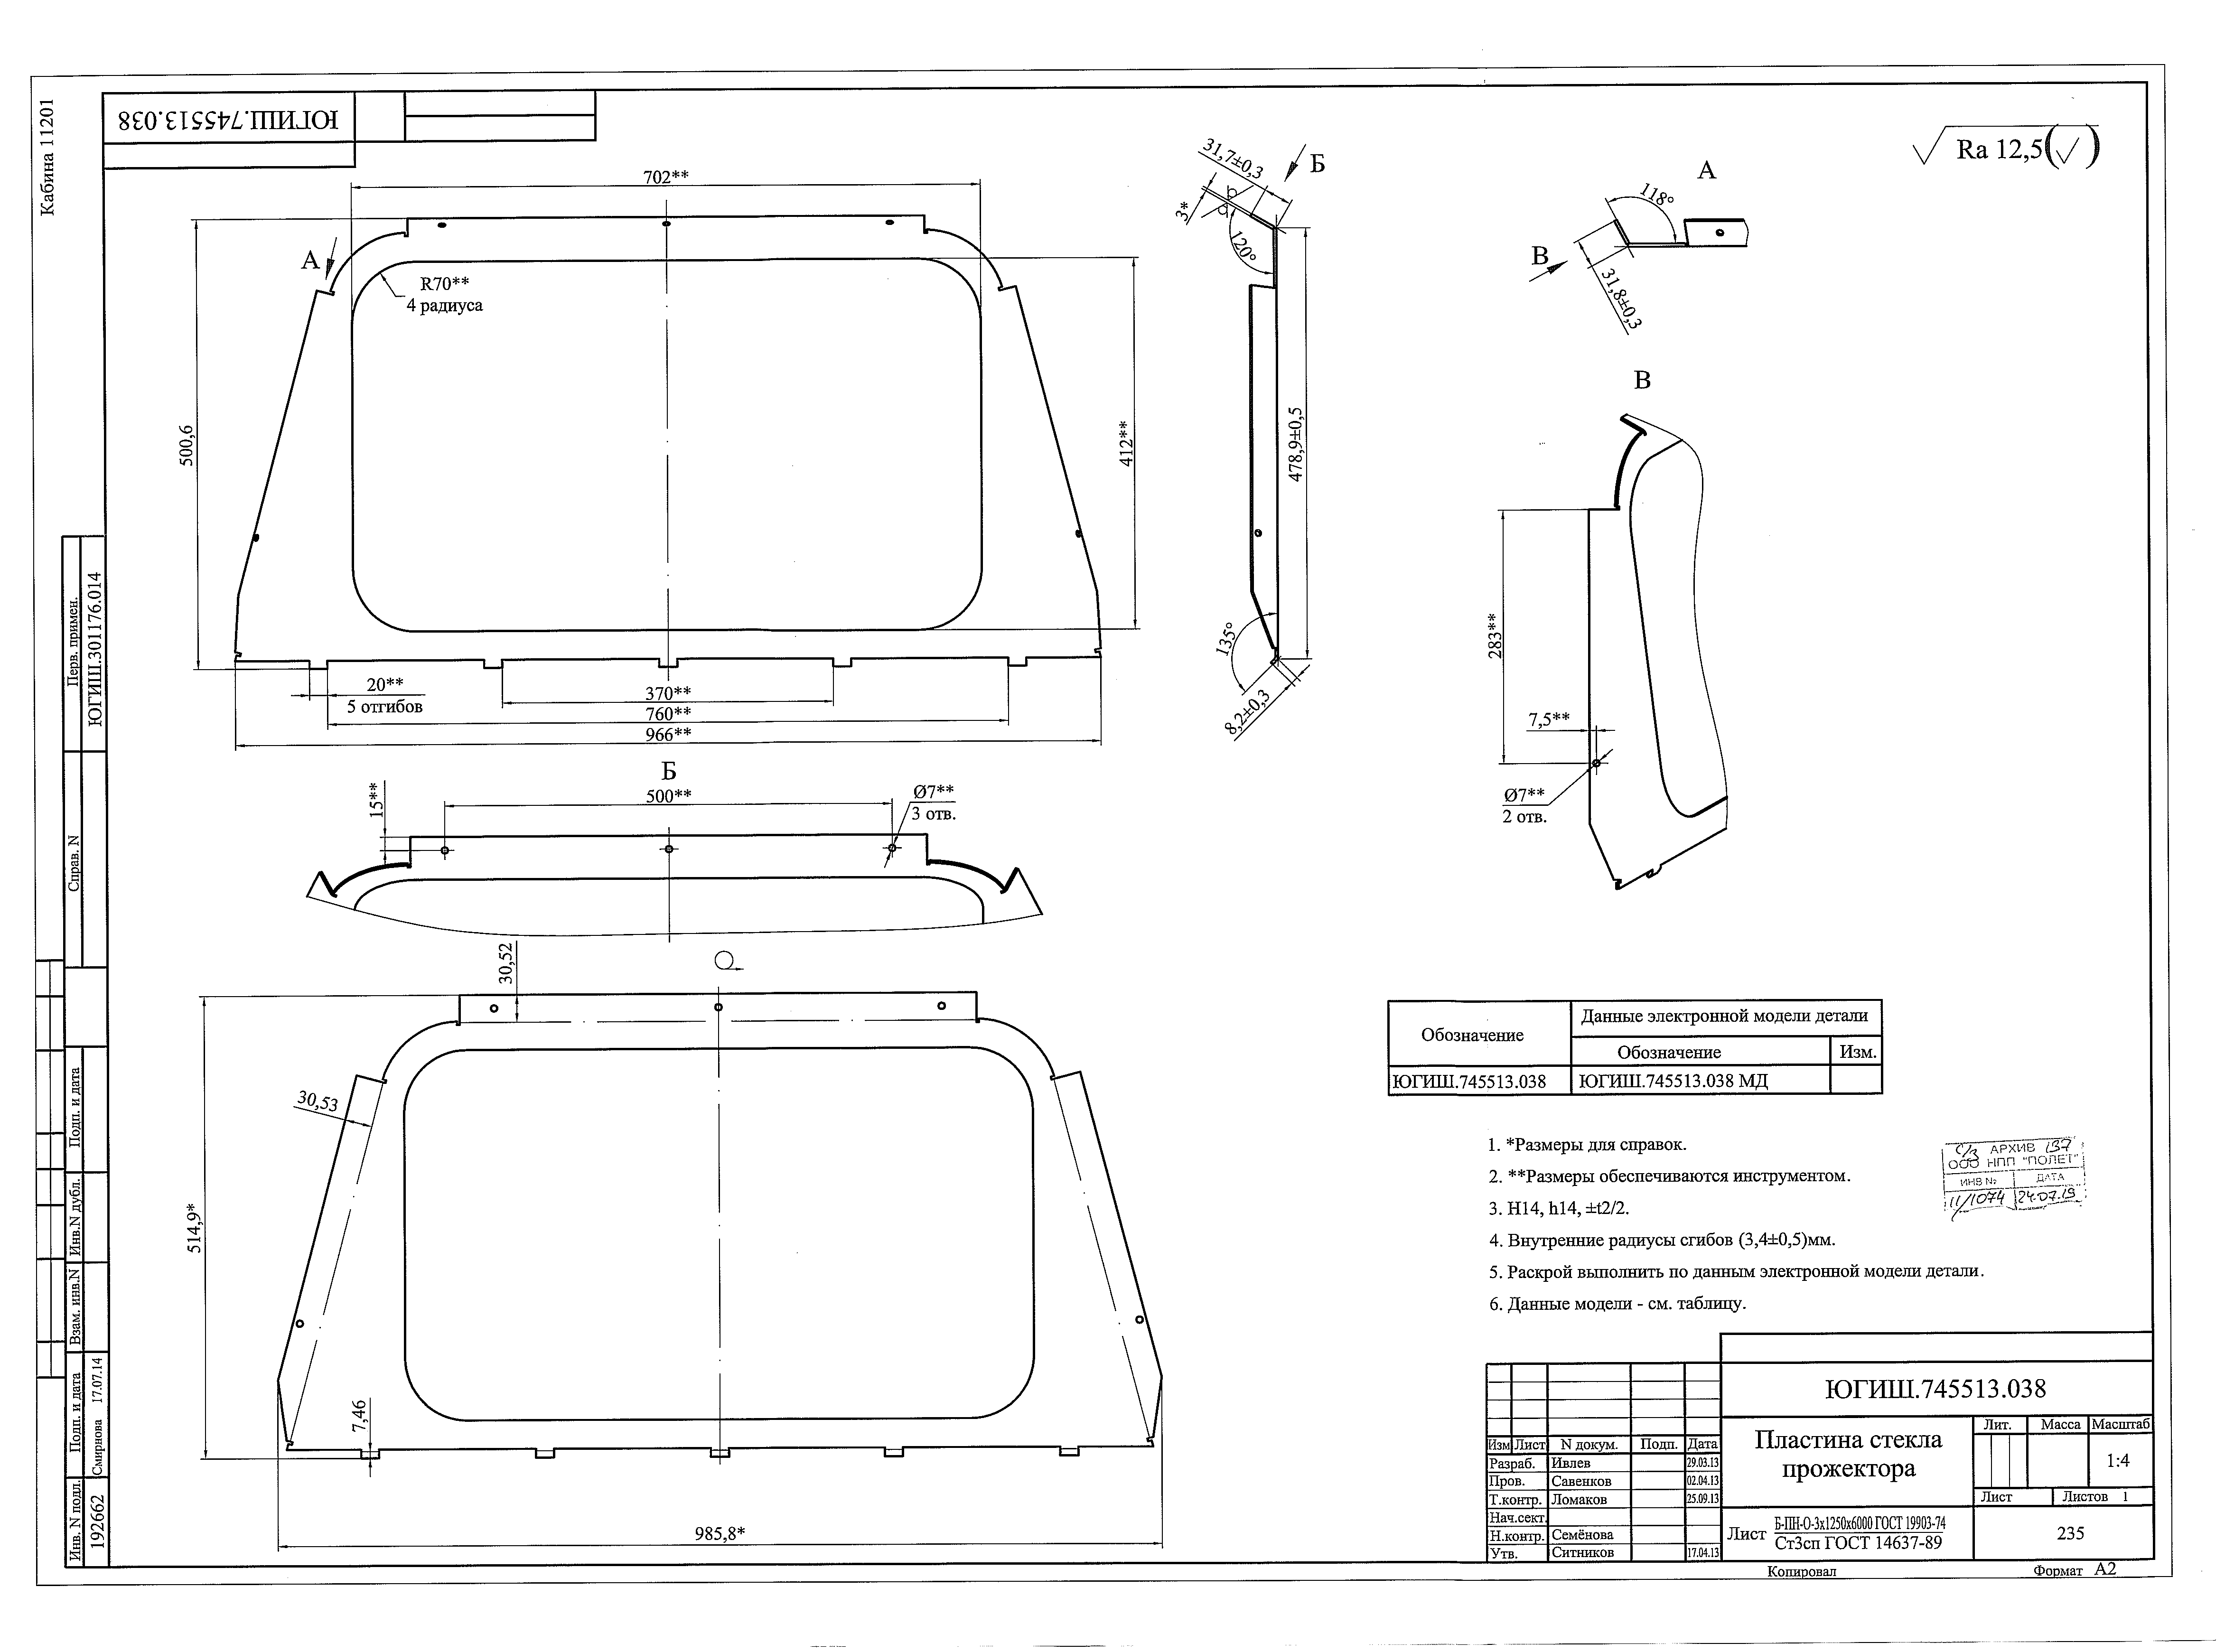 Кабина 11201
ЮГИШ.745513.038
702**
А
R70**
4 радиуса
500,6
412**
20**
5 отгибов
370**
760**
966**
31,7±0,3
Б
3*
120°
478,9±0,5
135°
8,2±0,3
А
118°
В
31,8±0,3
Ra 12,5
В
283**
7,5**
Ø7**
2 отв.
Б
15**
500**
Ø7**
3 отв.
30,52
30,53
514,9*
7,46
985,8*
Обозначение
Данные электронной модели детали
Обозначение
Изм.
ЮГИШ.745513.038
ЮГИШ.745513.038 МД
1. *Размеры для справок.
2. **Размеры обеспечиваются инструментом.
3. H14, h14, ±t2/2.
4. Внутренние радиусы сгибов (3,4±0,5)мм.
5. Раскрой выполнить по данным электронной модели детали.
6. Данные модели - см. таблицу.
АРХИВ 137
ООО НПП "ПОЛЕТ"
ИНВ № ДАТА
11/1074 24.07.19
Перв. примен.
ЮГИШ.301176.014
Справ. N
Подп. и дата
Инв.N дубл.
Взам. инв.N
Подп. и дата
Смирнова 17.07.14
Инв. N подл.
192662
ЮГИШ.745513.038
Изм Лист N докум. Подп. Дата
Разраб. Ивлев 29.03.13
Пров. Савенков 02.04.13
Т.контр. Ломаков 25.09.13
Нач.сект.
Н.контр. Семёнова
Утв. Ситников 17.04.13
Пластина стекла
прожектора
Лит. Масса Масштаб
1:4
Лист Листов 1
Лист
Б-ПН-О-3х1250х6000 ГОСТ 19903-74
Ст3сп ГОСТ 14637-89
235
Копировал
Формат А2